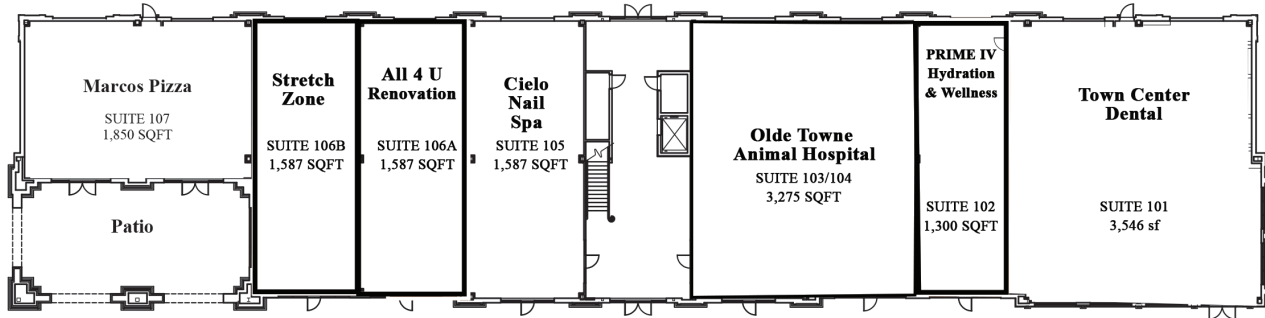 Marcos Pizza
SUITE 107
1,850 SQFT
Patio
Stretch
Zone
SUITE 106B
1,587 SQFT
All 4 U
Renovation
SUITE 106A
1,587 SQFT
Cielo
Nail
Spa
SUITE 105
1,587 SQFT
Olde Towne
Animal Hospital
SUITE 103/104
3,275 SQFT
PRIME IV
Hydration
& Wellness
SUITE 102
1,300 SQFT
Town Center
Dental
SUITE 101
3,546 sf